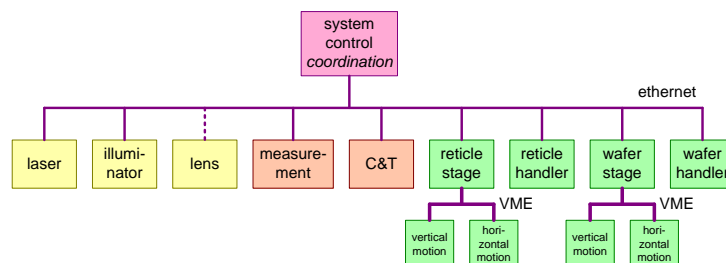 system
control
coordination
ethernet
laser
illumi-
nator
lens
measure-
ment
C&T
reticle
stage
reticle
handler
wafer
stage
wafer
handler
VME
VME
vertical
motion
hori-
zontal
motion
vertical
motion
hori-
zontal
motion